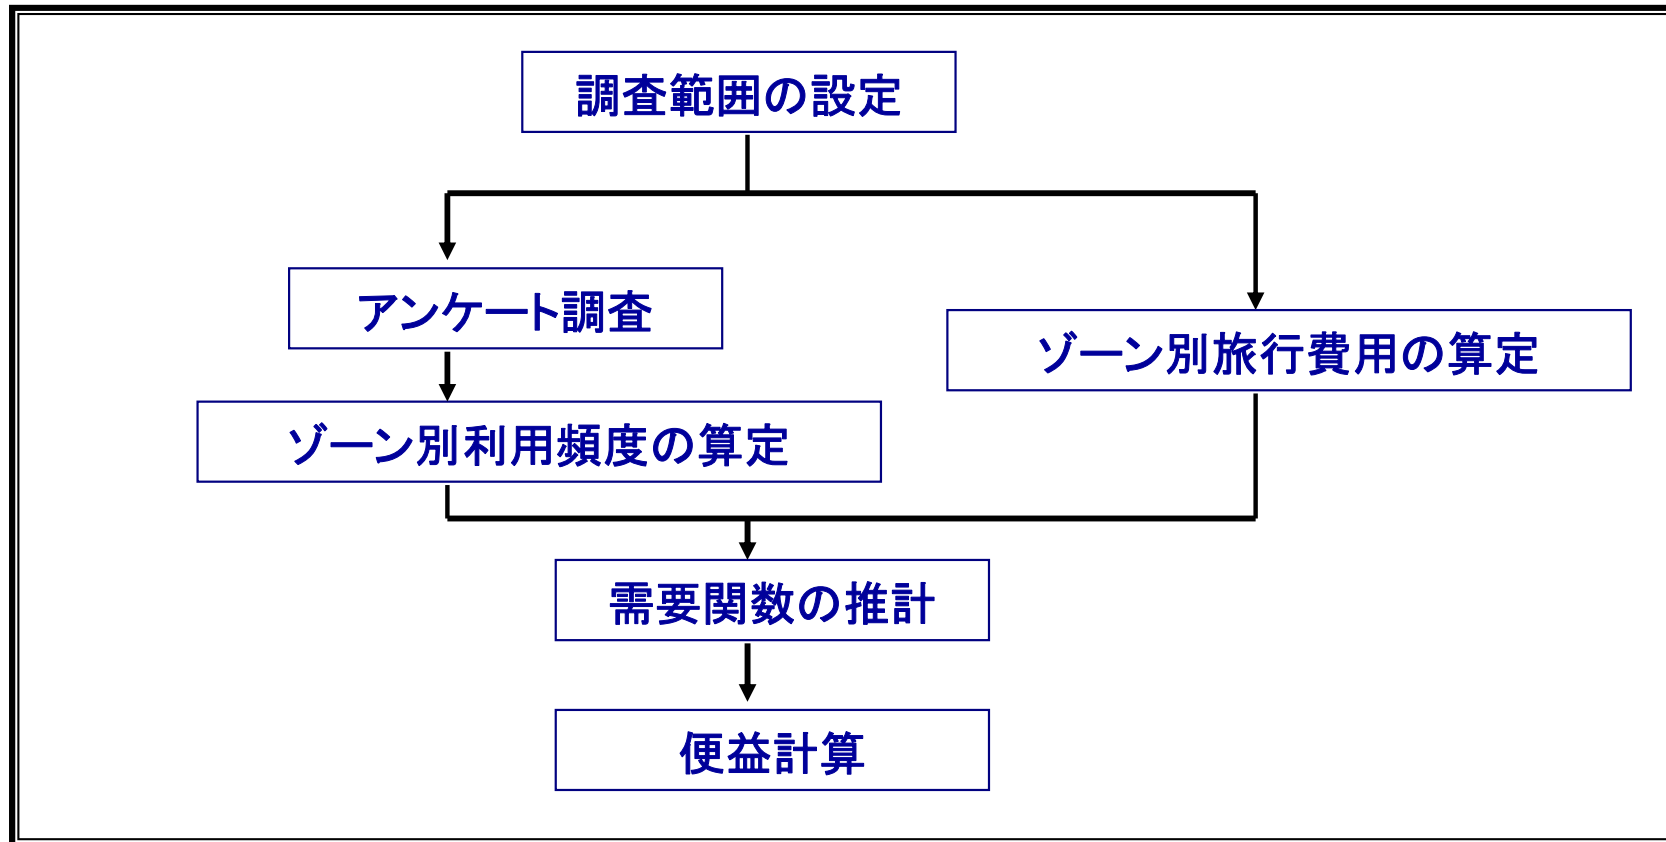 調査範囲の設定
アンケート調査
ゾーン別旅行費用の算定
ゾーン別利用頻度の算定
需要関数の推計
便益計算